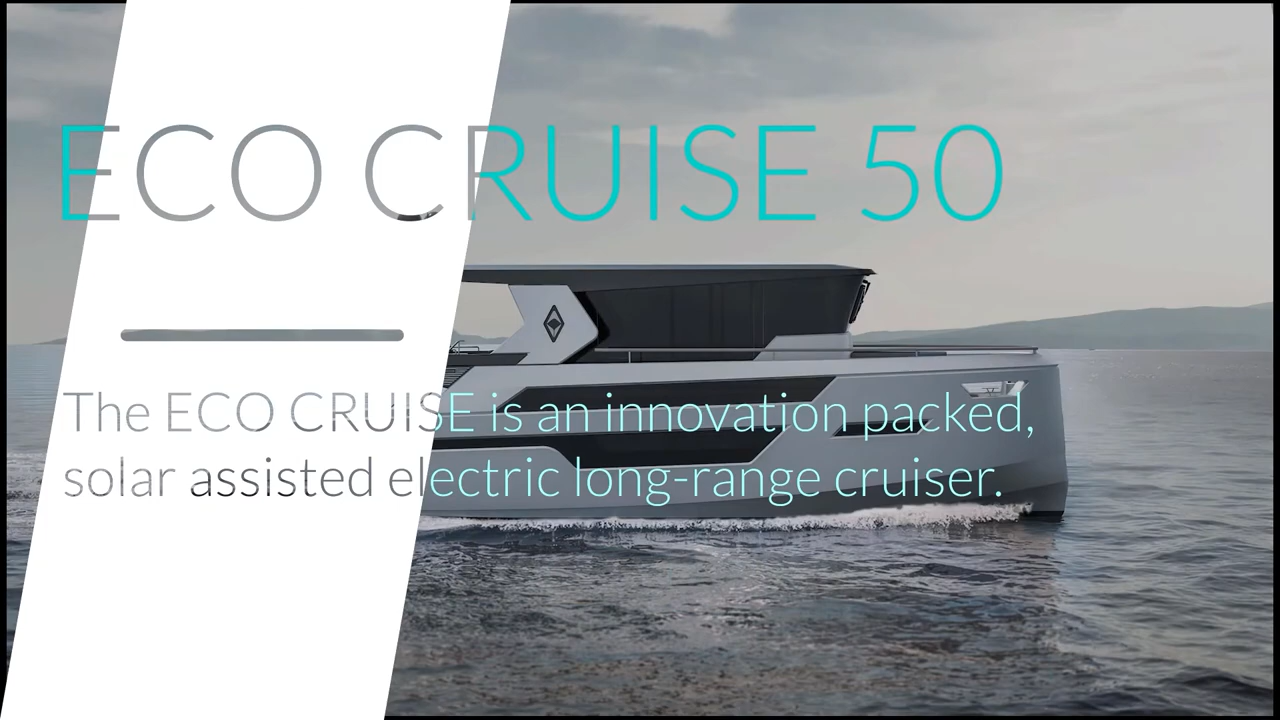 ECO CRUISE 50
The ECO CRUISE is an innovation packed,
solar assisted electric long-range cruiser.